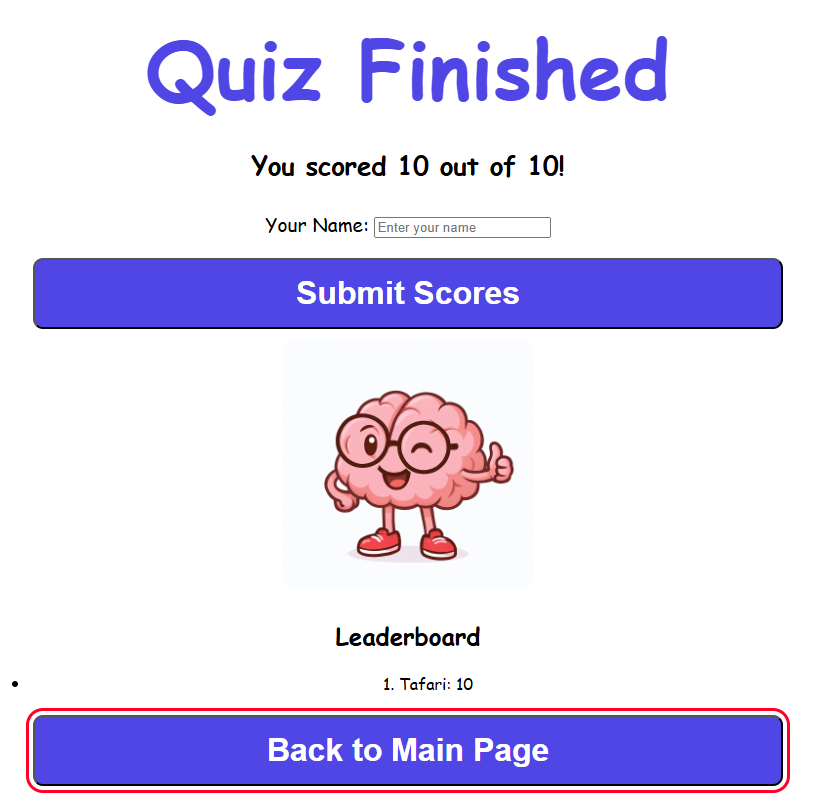 Quiz Finished
You scored 10 out of 10!
Your Name: Enter your name
Submit Scores
Leaderboard
1. Tafari: 10
Back to Main Page